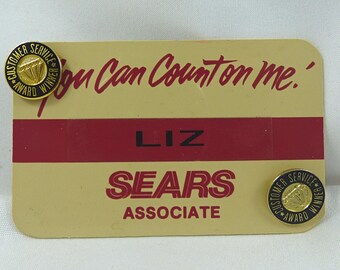 You Can Count on me!
CUSTOMER SERVICE
AWARD WINNER
LIZ
SEARS
ASSOCIATE
CUSTOMER SERVICE
AWARD WINNER